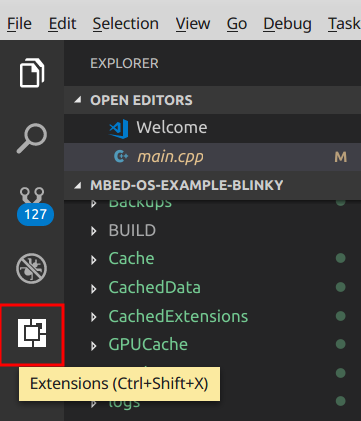 File Edit Selection View Go Debug Task
EXPLORER
OPEN EDITORS
Welcome
main.cpp M
MBED-OS-EXAMPLE-BLINKY
Backups
BUILD
Cache
127
CachedData
CachedExtensions
GPUCache
Extensions (Ctrl+Shift+X)
logs